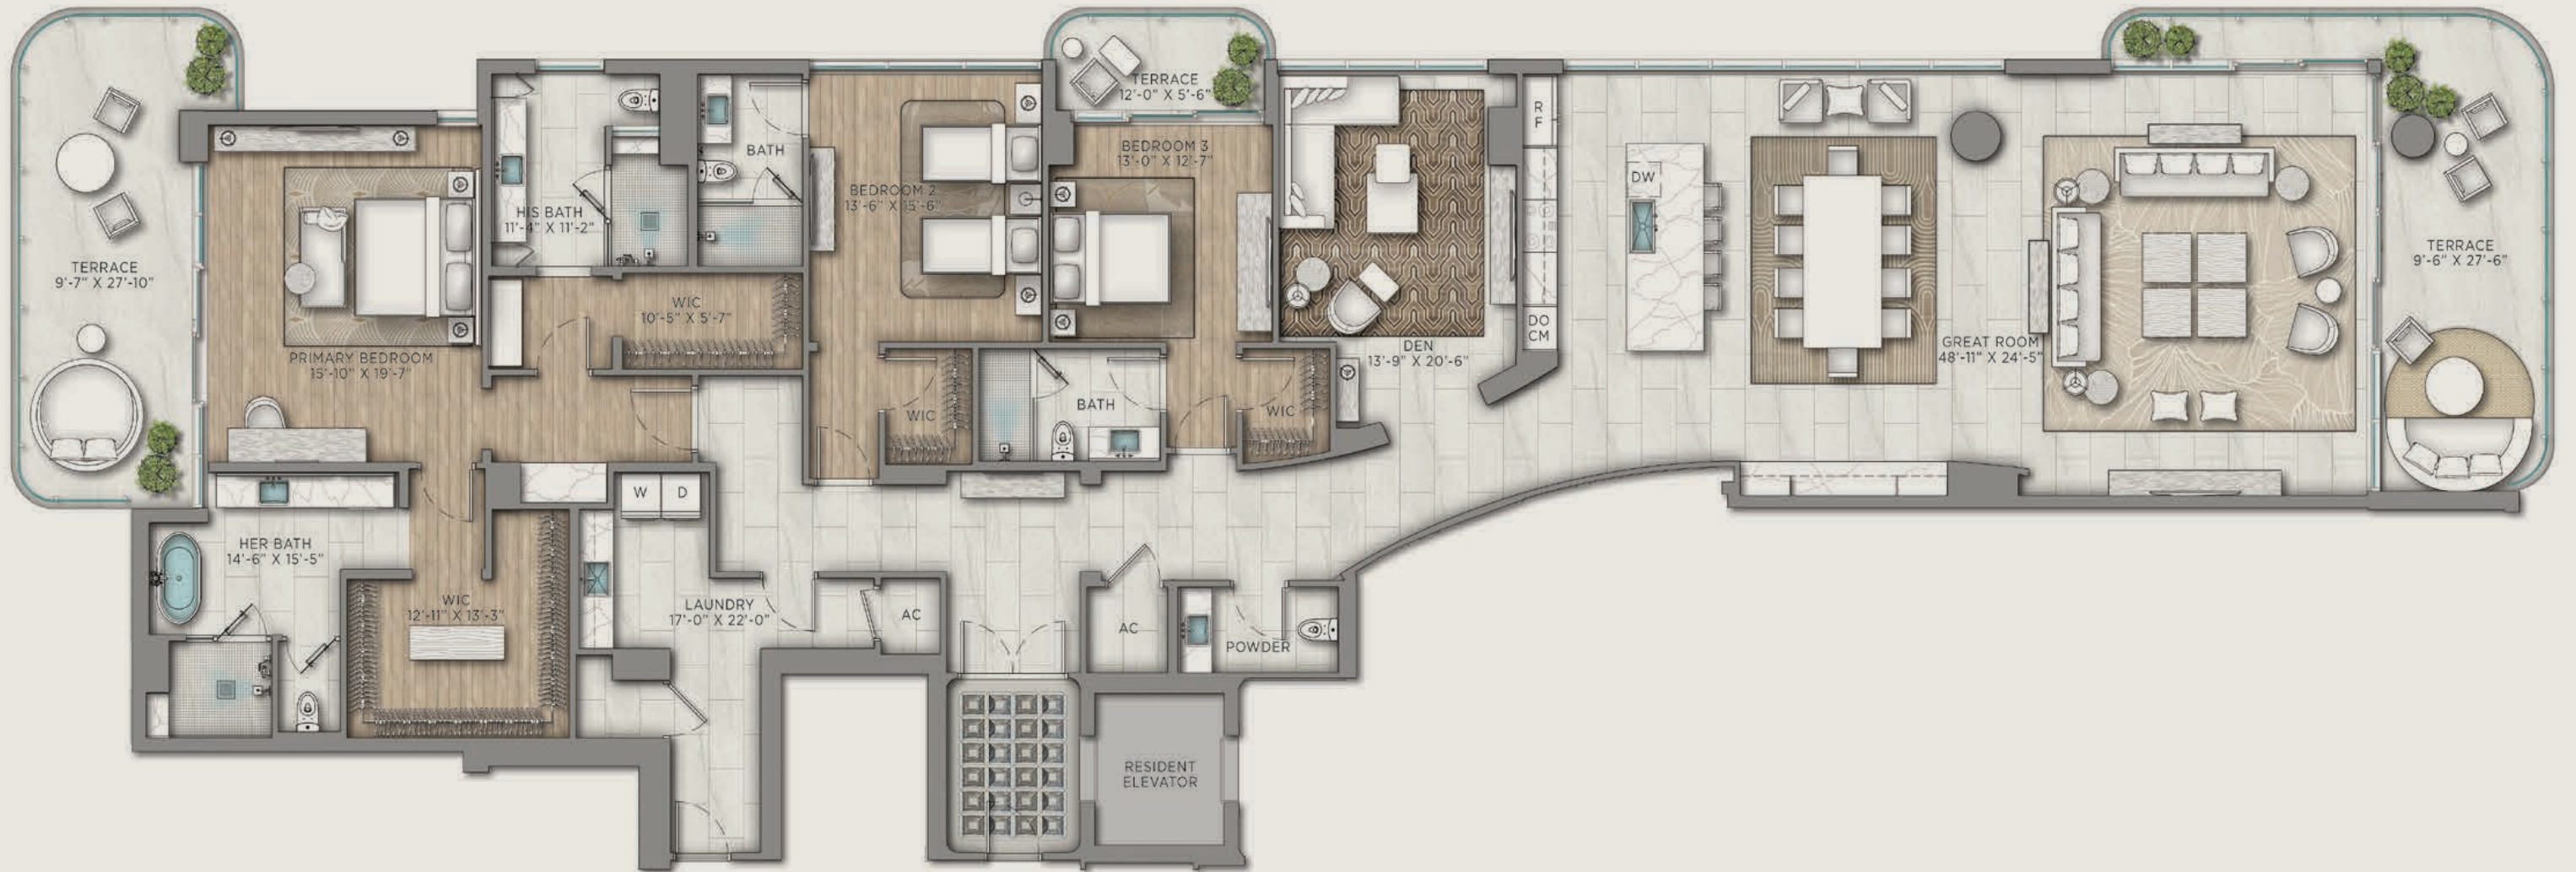 TERRACE
9'-7" X 27'-10"
PRIMARY BEDROOM
15'-10" X 19'-7"
HIS BATH
11'-4" X 11'-2"
BATH
WIC
10'-5" X 5'-7"
BEDROOM 2
13'-6" X 15'-6"
TERRACE
12'-0" X 5'-6"
BEDROOM 3
13'-0" X 12'-7"
WIC
BATH
WIC
DEN
13'-9" X 20'-6"
R
F
DO
CM
DW
GREAT ROOM
48'-11" X 24'-5"
TERRACE
9'-6" X 27'-6"
HER BATH
14'-6" X 15'-5"
WIC
12'-11" X 13'-3"
W
D
LAUNDRY
17'-0" X 22'-0"
AC
AC
POWDER
RESIDENT
ELEVATOR